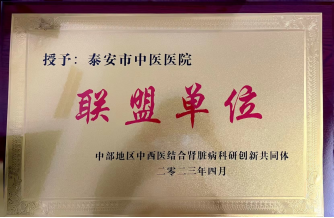 授予：泰安市中医医院
联盟单位
中部地区中西医结合肾脏病科研创新共同体
二零二三年四月